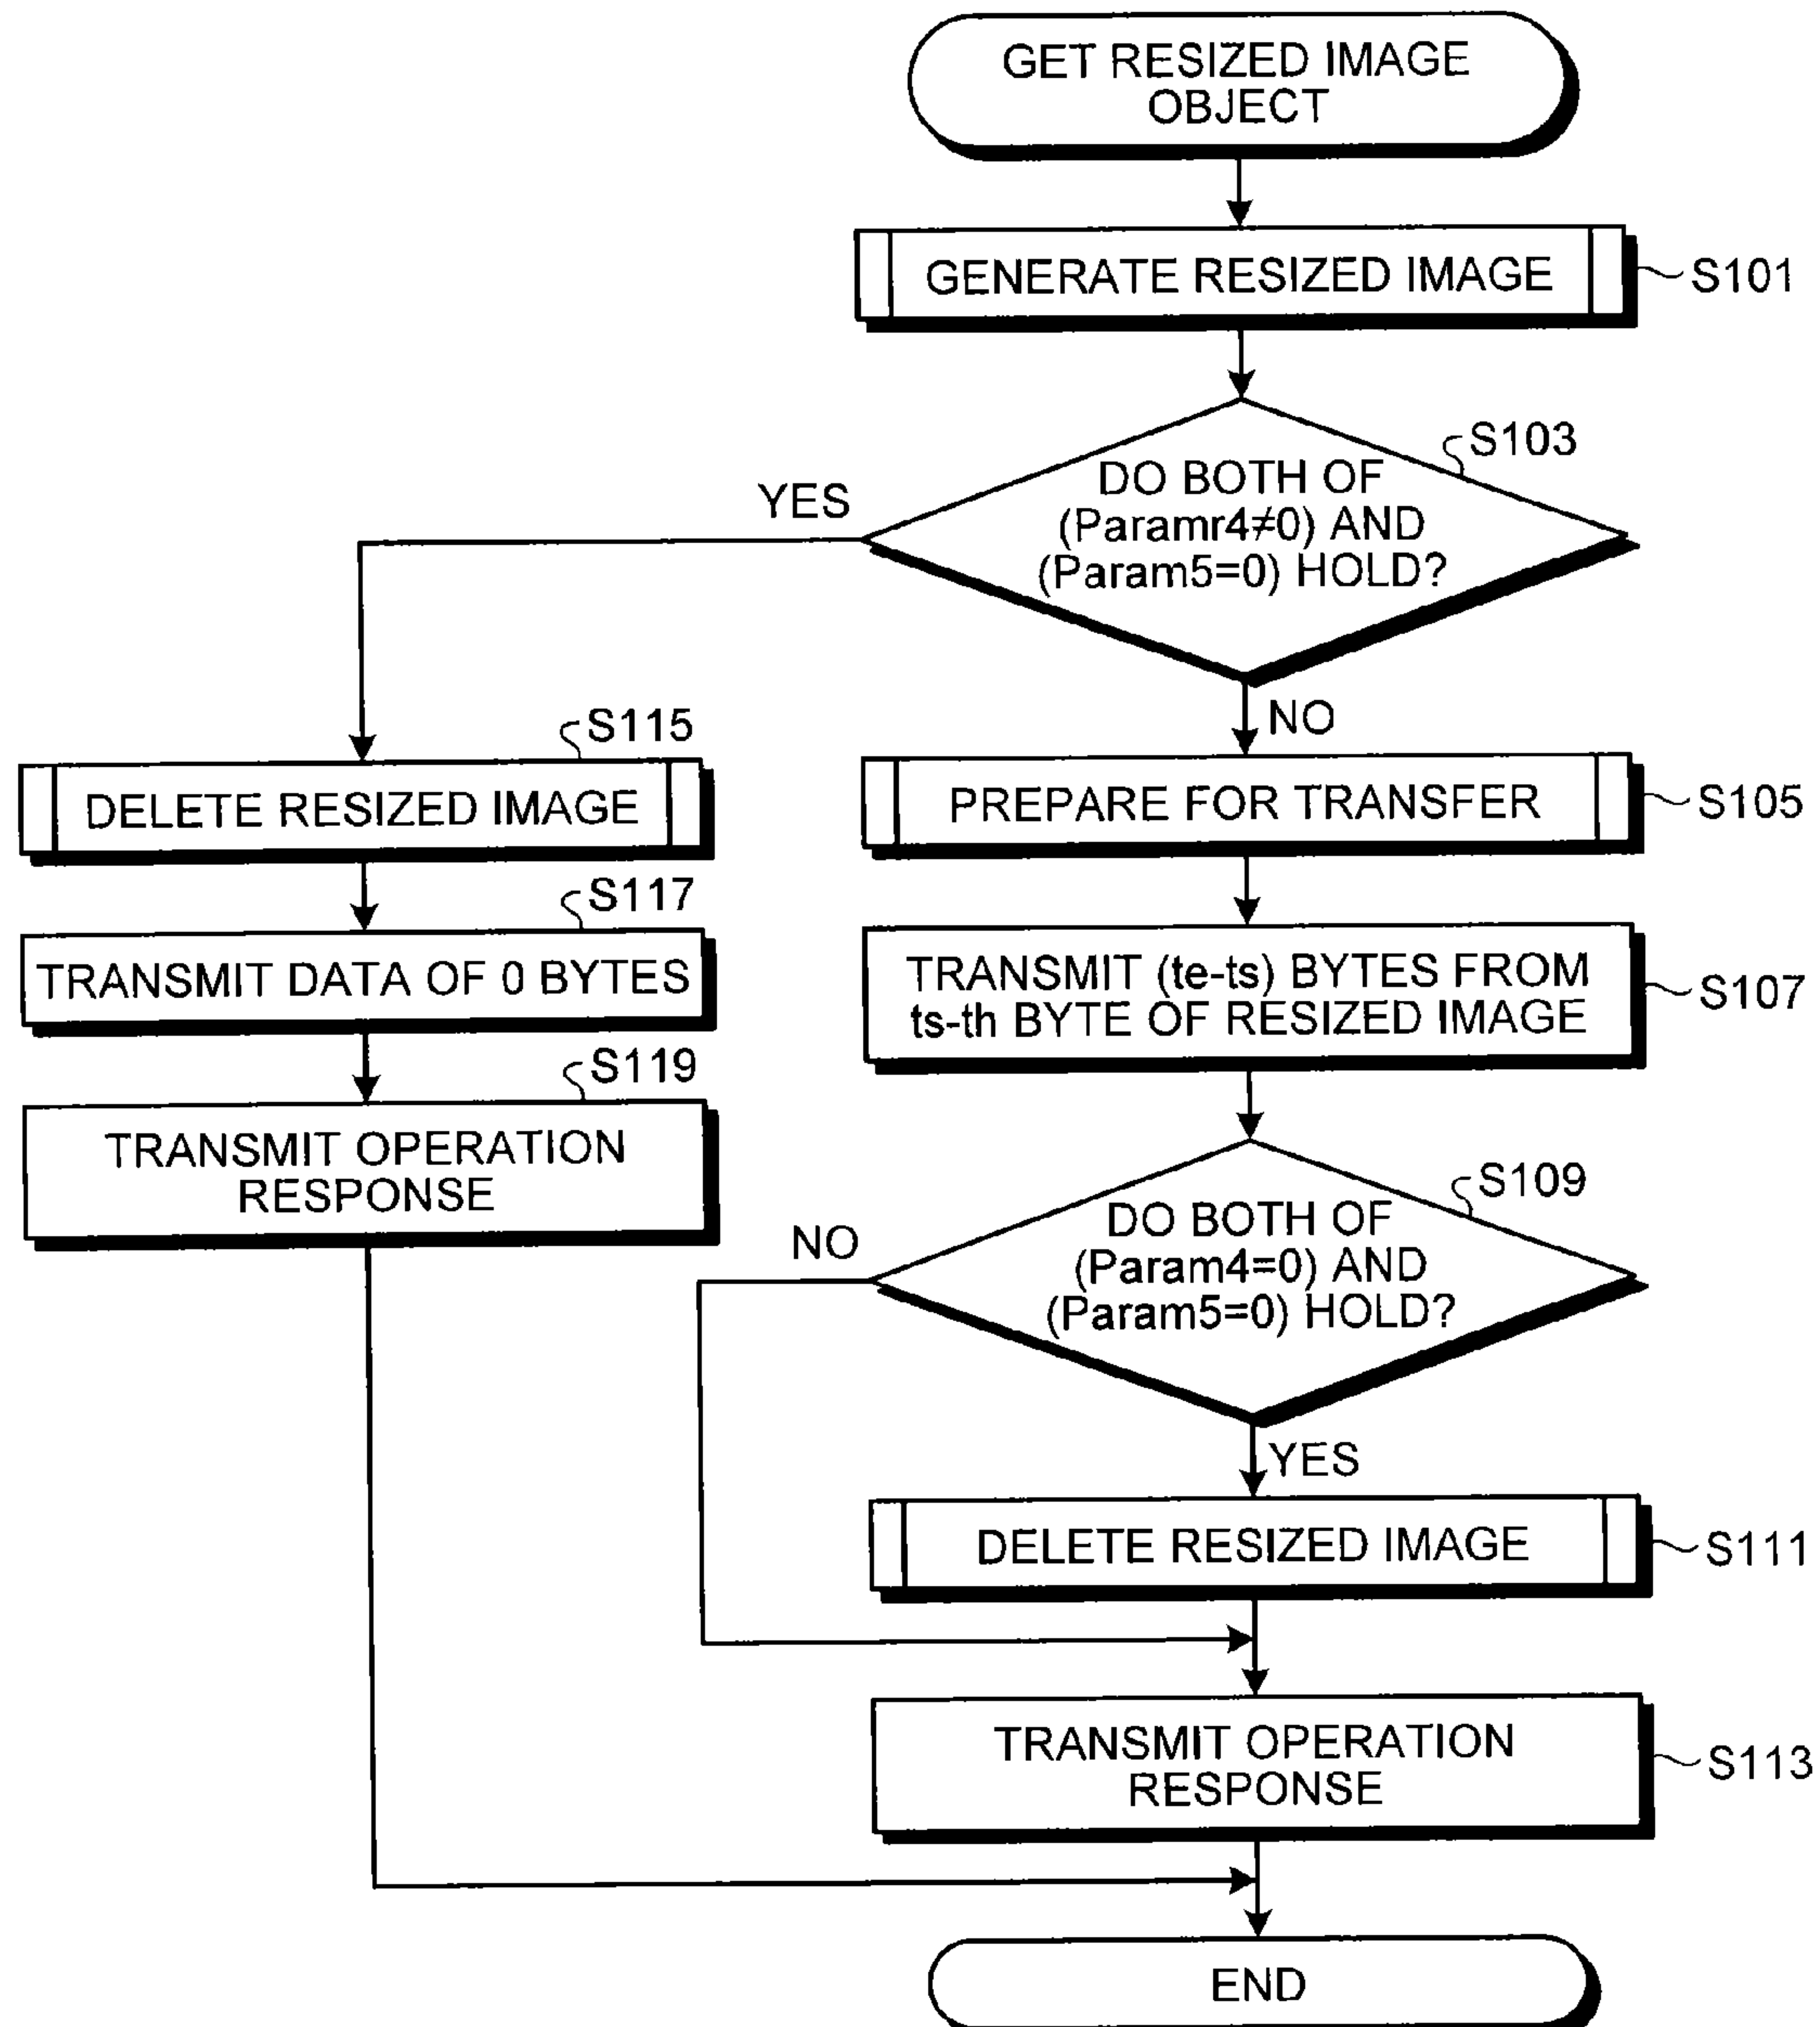 GET RESIZED IMAGE
OBJECT
GENERATE RESIZED IMAGE
S101
S103
DO BOTH OF
(Paramr4≠0) AND
(Param5=0) HOLD?
YES
NO
S115
DELETE RESIZED IMAGE
PREPARE FOR TRANSFER
S105
S117
TRANSMIT DATA OF 0 BYTES
TRANSMIT (te-ts) BYTES FROM
ts-th BYTE OF RESIZED IMAGE
S107
S119
TRANSMIT OPERATION
RESPONSE
S109
DO BOTH OF
(Param4=0) AND
(Param5=0) HOLD?
NO
YES
DELETE RESIZED IMAGE
S111
TRANSMIT OPERATION
RESPONSE
S113
END